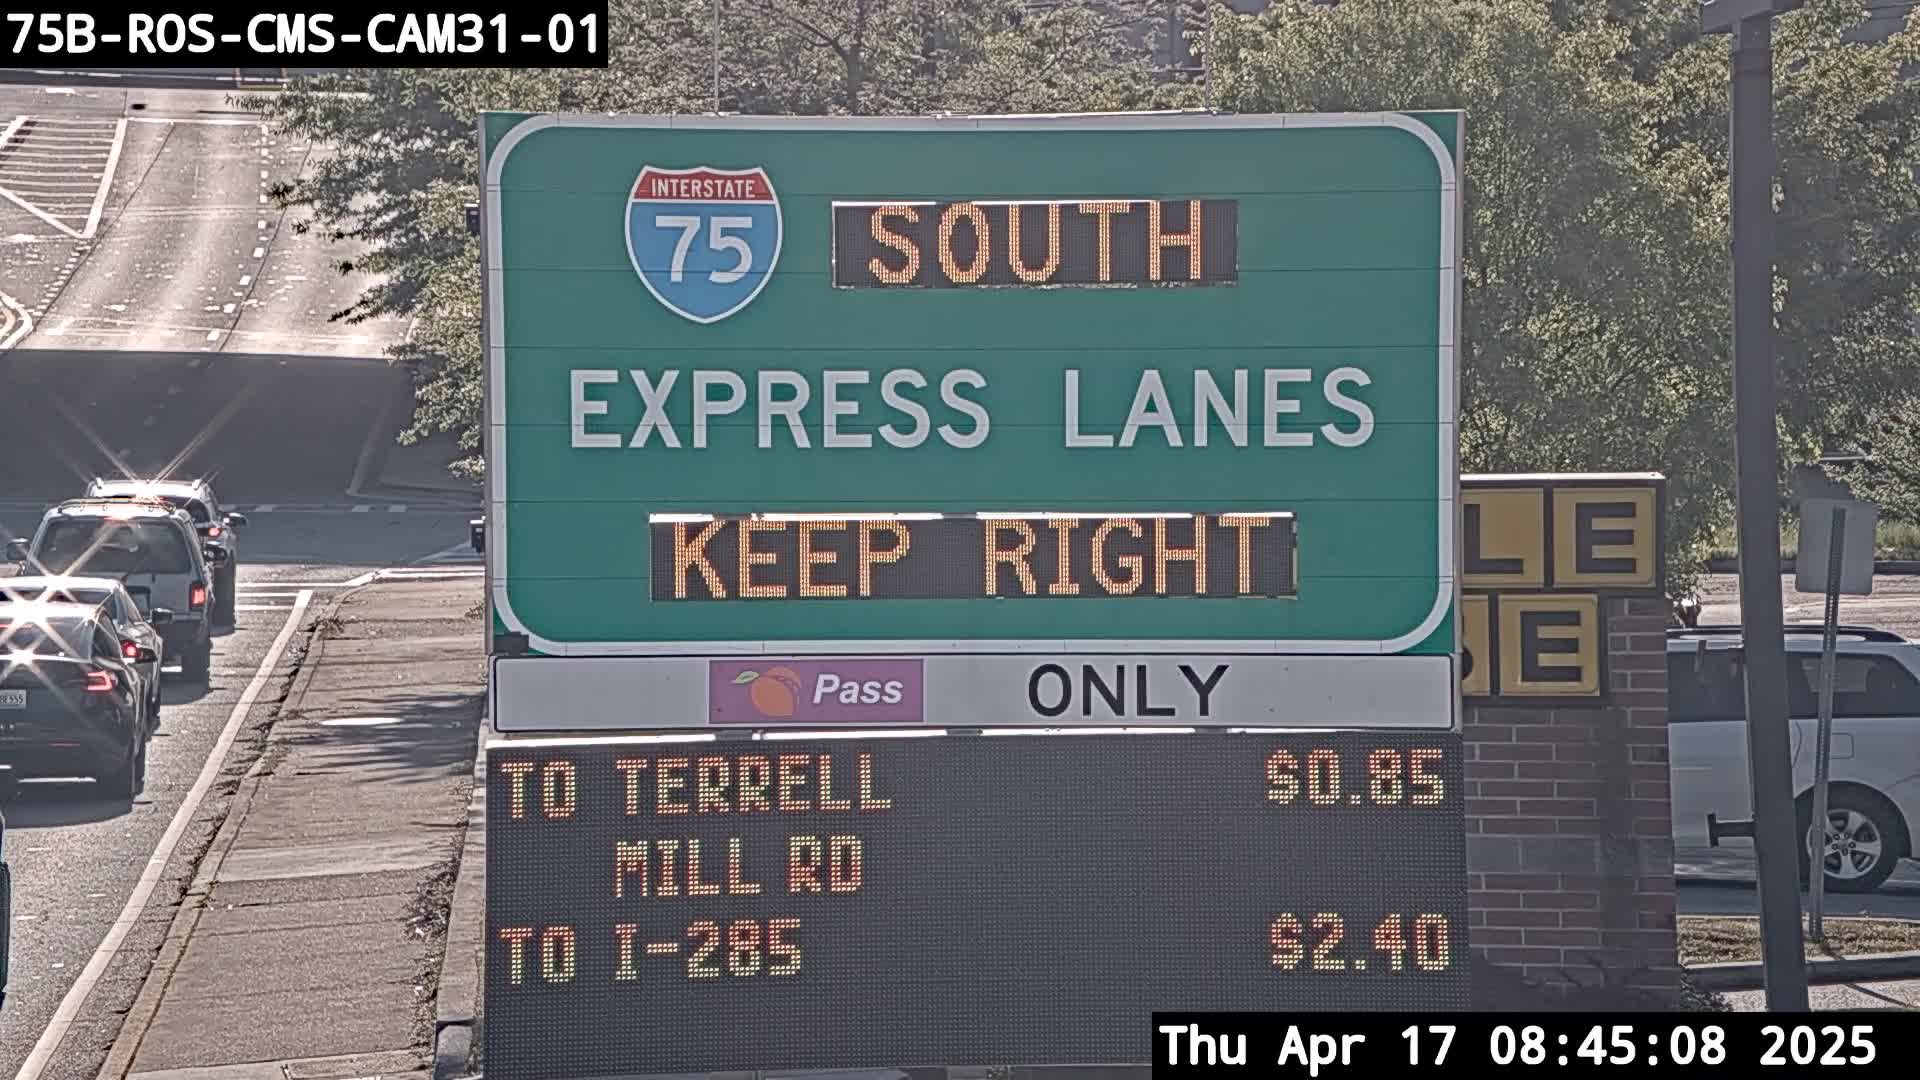 75B-ROS-CMS-CAM31-01
INTERSTATE
75
SOUTH
EXPRESS LANES
KEEP RIGHT
Pass
ONLY
TO TERRELL $0.85
MILL RD
TO I-285 $2.40
LE
E
Thu Apr 17 08:45:08 2025